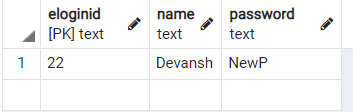 eloginid name password
[PK] text text text
1 22 Devansh NewP